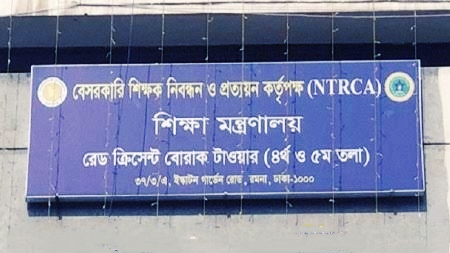 বেসরকারি শিক্ষক নিবন্ধন ও প্রত্যয়ন কর্তৃপক্ষ (NTRCA)
শিক্ষা মন্ত্রণালয়
রেড ক্রিসেন্ট বোরাক টাওয়ার (৪র্থ ও ৫ম তলা)
৩৭/৩/এ, ইস্কাটন গার্ডেন রোড, রমনা, ঢাকা-১০০০